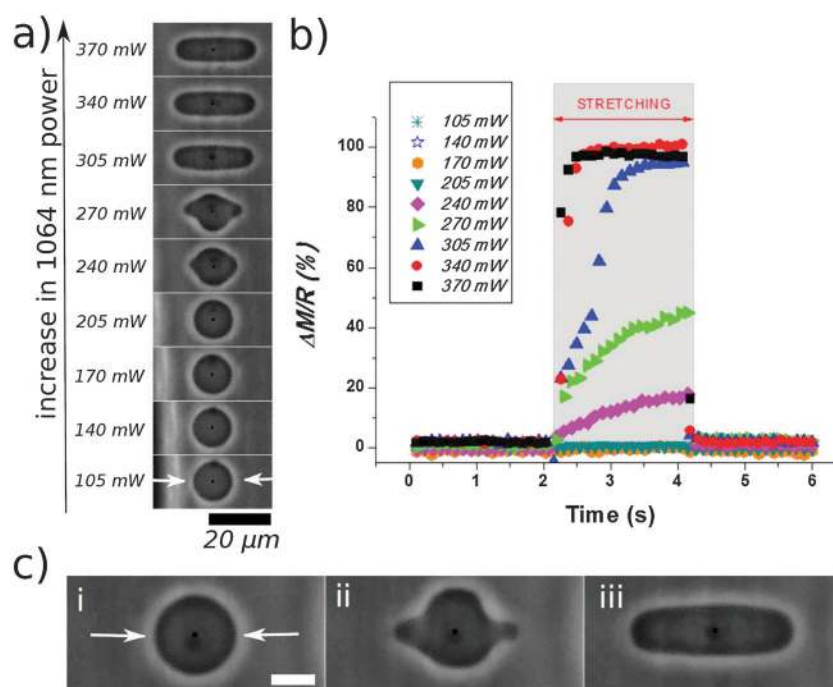 a)
increase in 1064 nm power
370 mW
340 mW
305 mW
270 mW
240 mW
205 mW
170 mW
140 mW
105 mW
20 μm
b)
STRETCHING
105 mW
140 mW
170 mW
205 mW
240 mW
270 mW
305 mW
340 mW
370 mW
100
80
60
40
20
0
ΔM/R (%)
0 1 2 3 4 5 6
Time (s)
c)
i
ii
iii